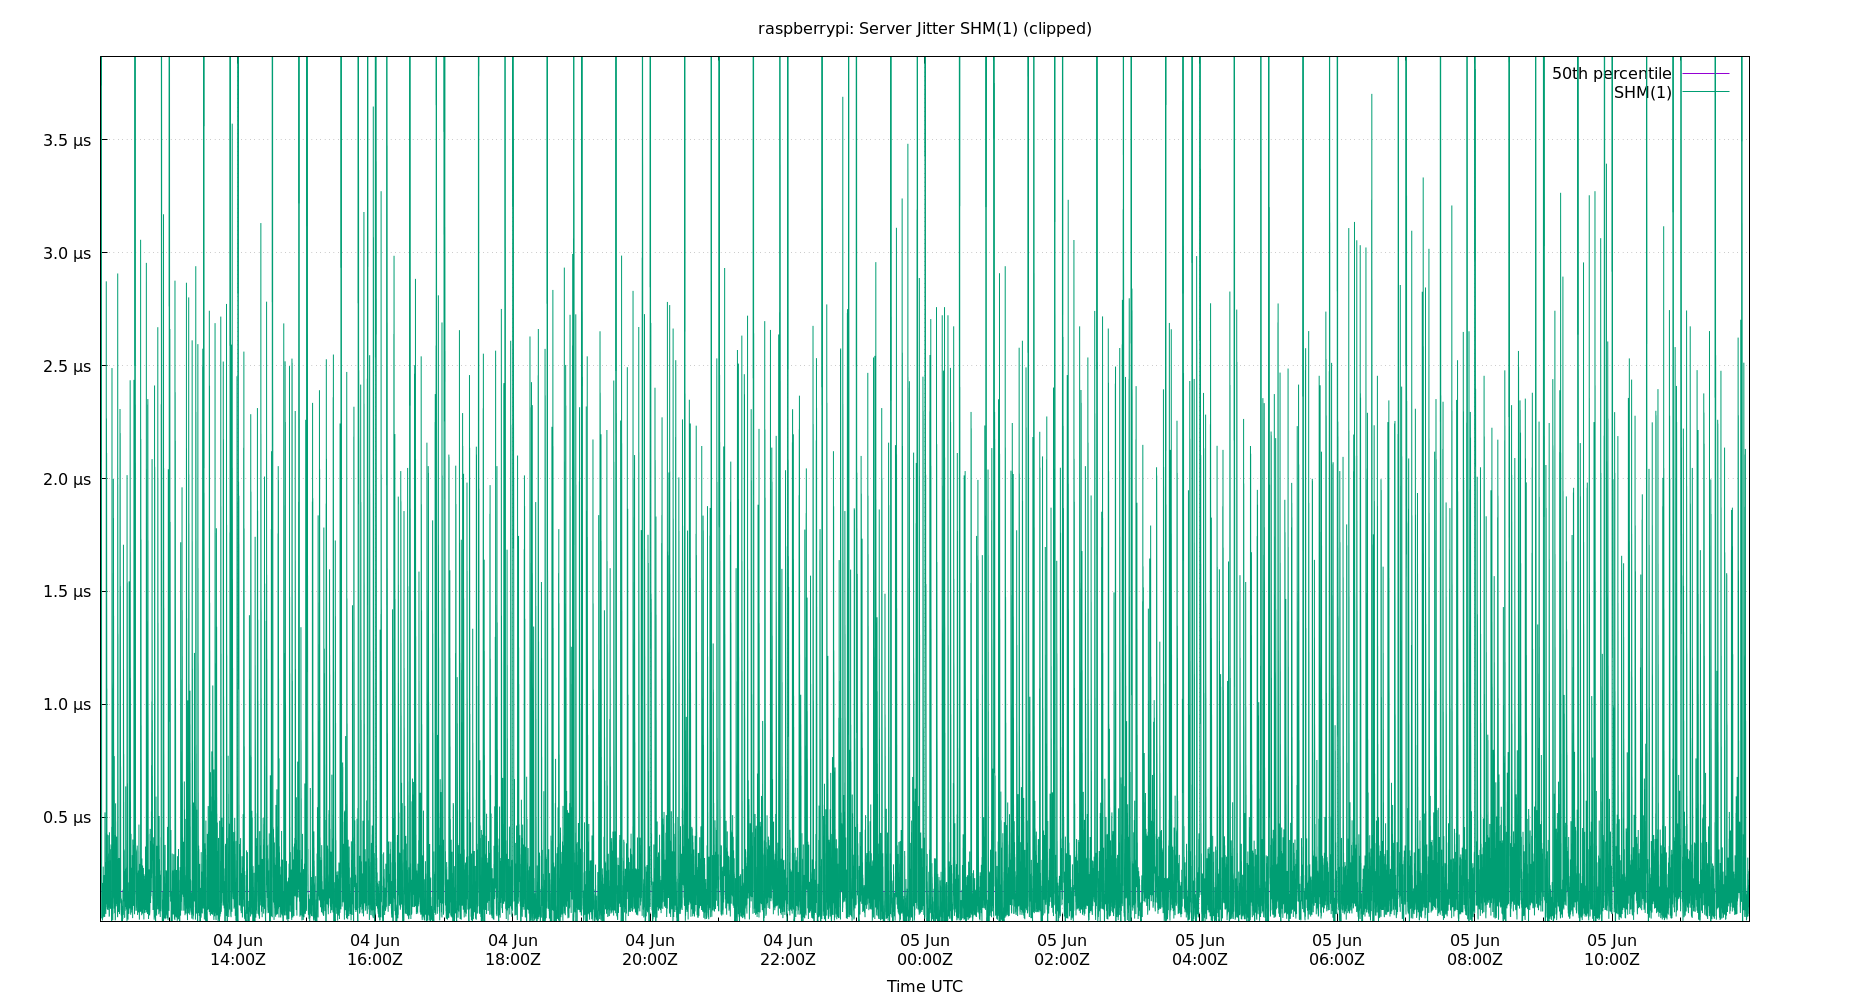 raspberrypi: Server Jitter SHM(1) (clipped)
50th percentile
SHM(1)
3.5 µs
3.0 µs
2.5 µs
2.0 µs
1.5 µs
1.0 µs
0.5 µs
04 Jun 04 Jun 04 Jun 04 Jun 04 Jun 05 Jun 05 Jun 05 Jun 05 Jun 05 Jun 05 Jun
14:00Z 16:00Z 18:00Z 20:00Z 22:00Z 00:00Z 02:00Z 04:00Z 06:00Z 08:00Z 10:00Z
Time UTC